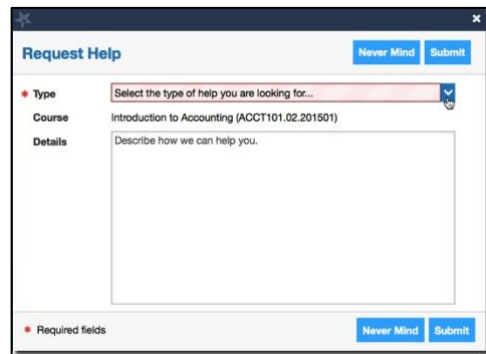 Request Help
Never Mind Submit
* Type Select the type of help you are looking for...
Course Introduction to Accounting (ACCT101.02.201501)
Details Describe how we can help you.
* Required fields
Never Mind Submit